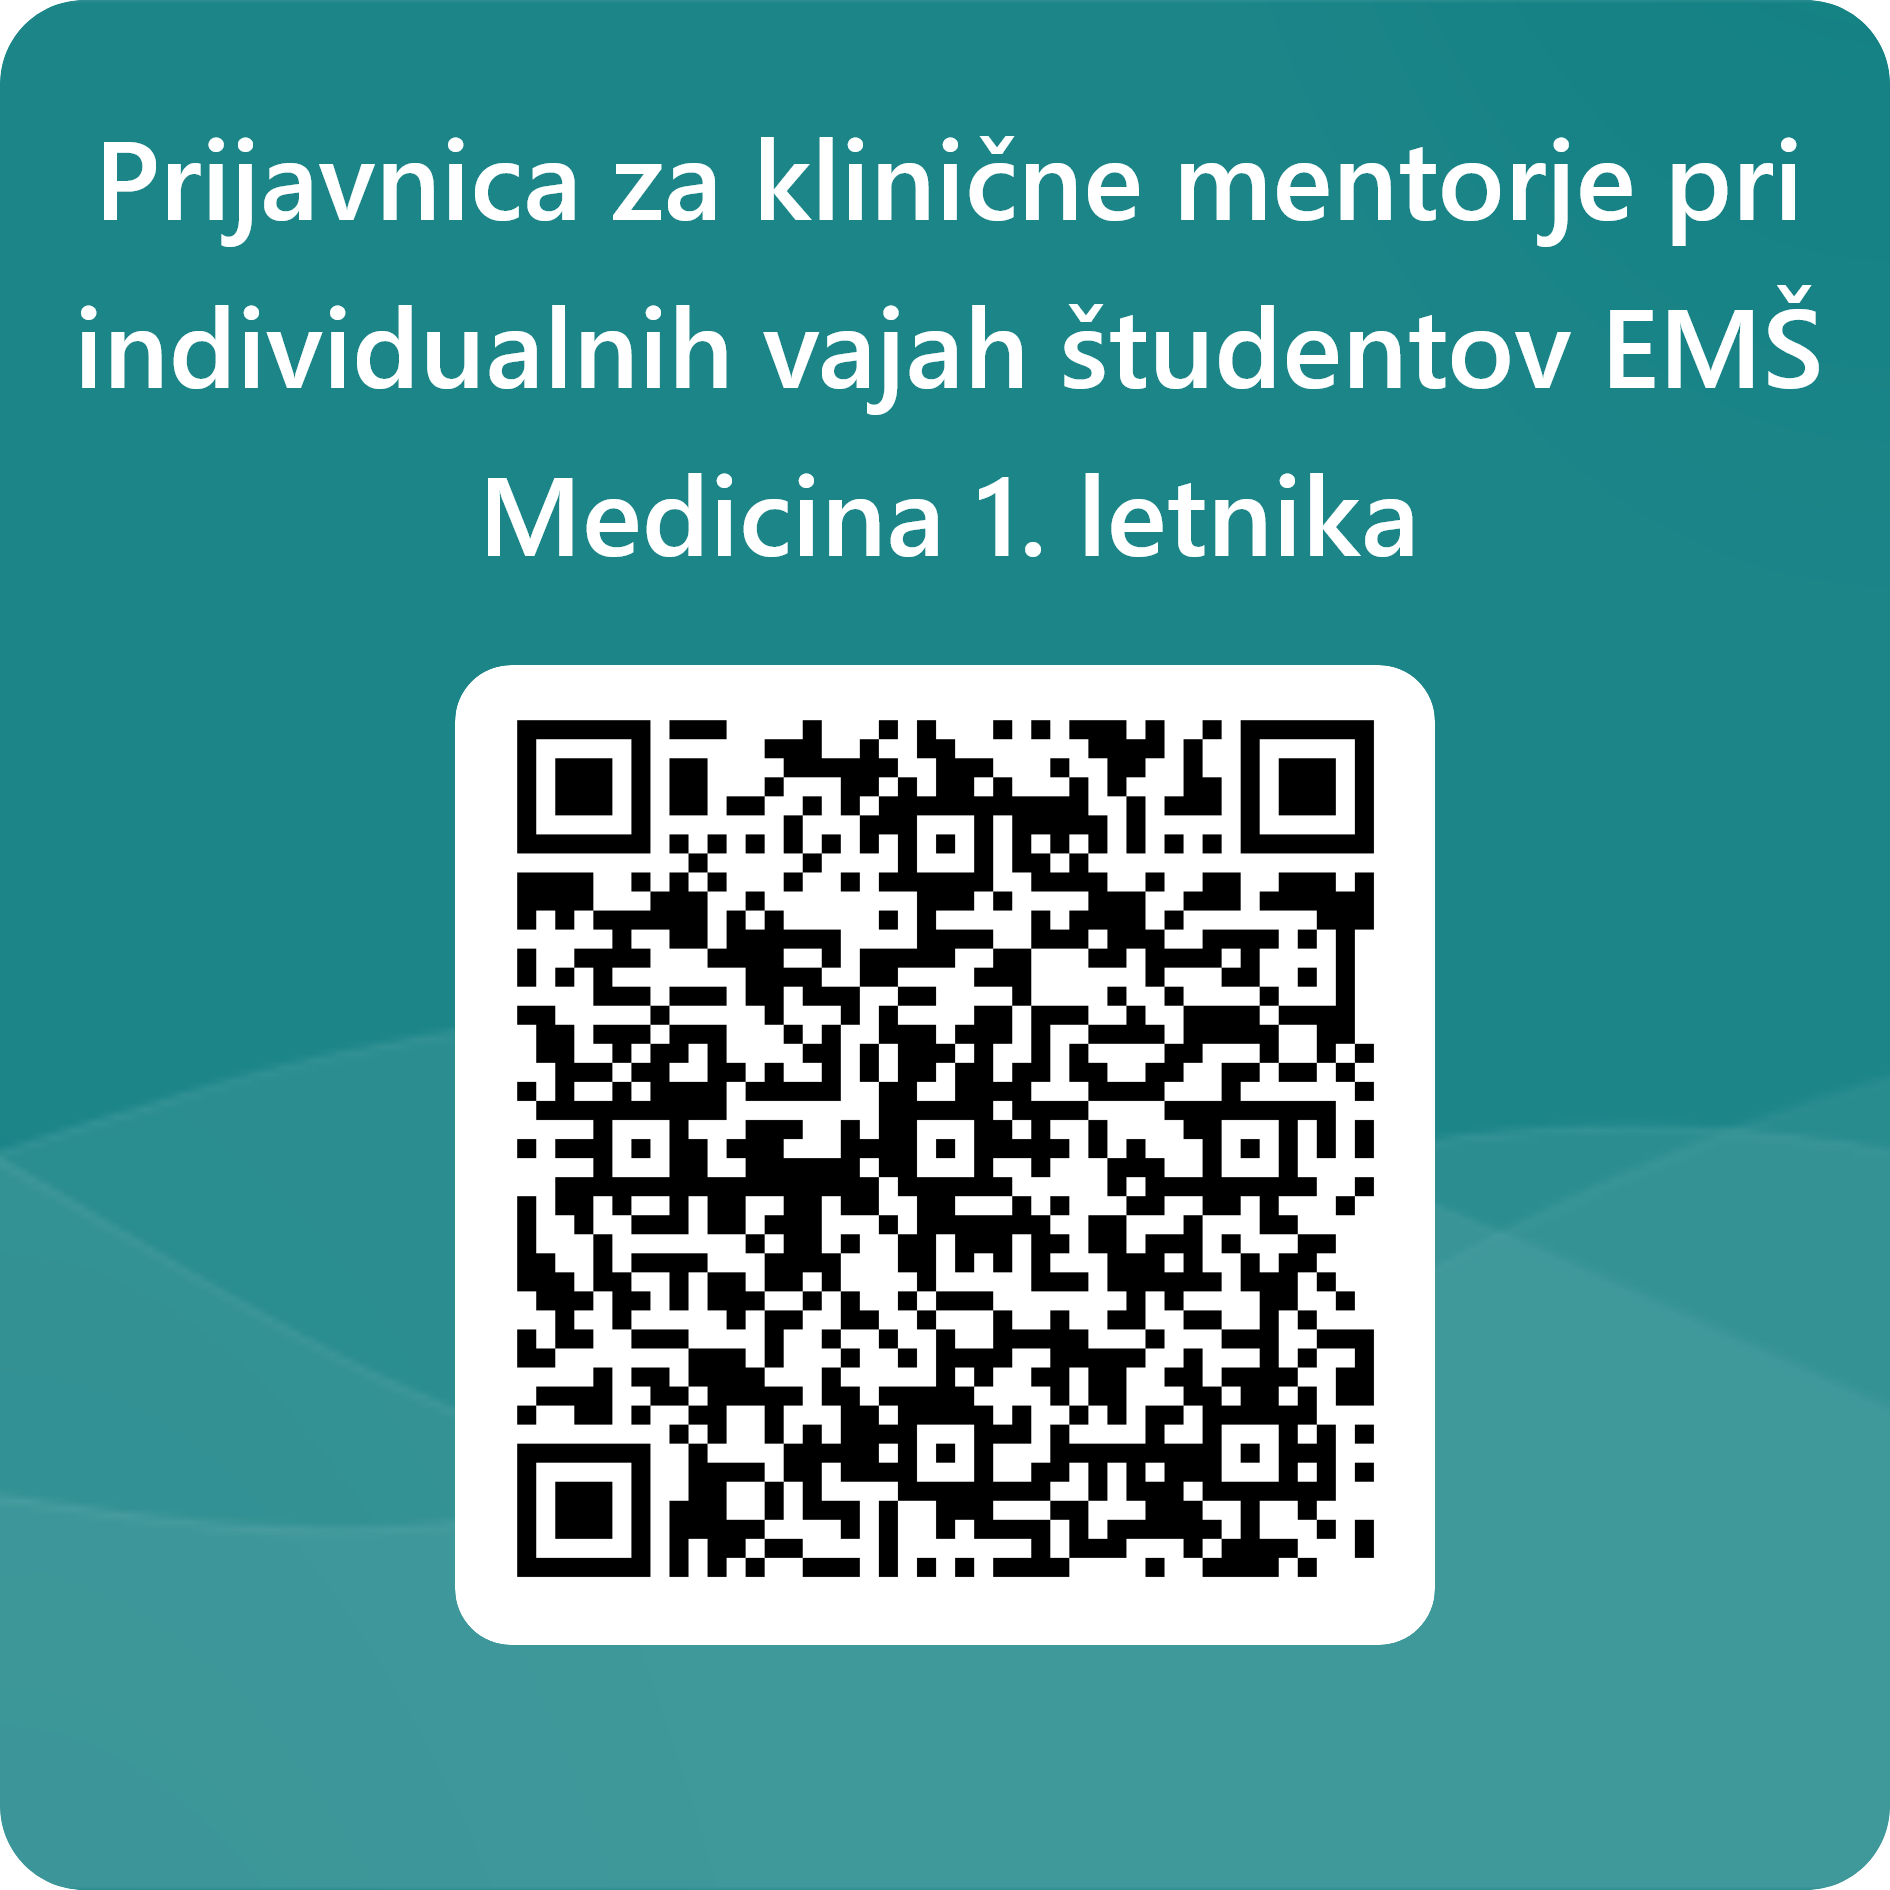 Prijavnica za klinične mentorje pri
individualnih vajah študentov EMŠ
Medicina 1. letnika